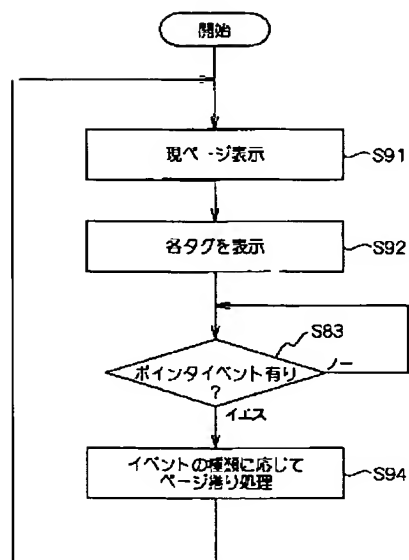 開始
現ページ表示
S91
各タグを表示
S92
S83
ポインタイベント有り
?
ノー
イエス
イベントの種類に応じて
ページ捲り処理
S94